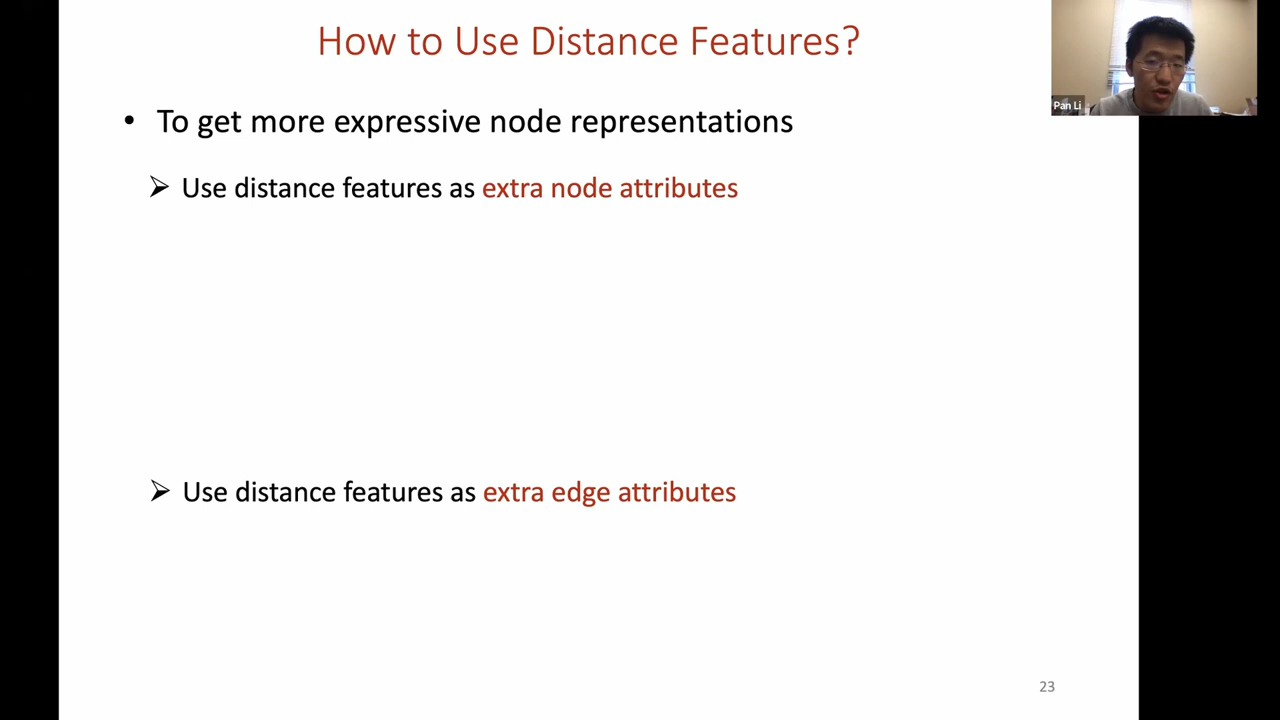 How to Use Distance Features?
Pan Li
• To get more expressive node representations
➢ Use distance features as extra node attributes
➢ Use distance features as extra edge attributes
23